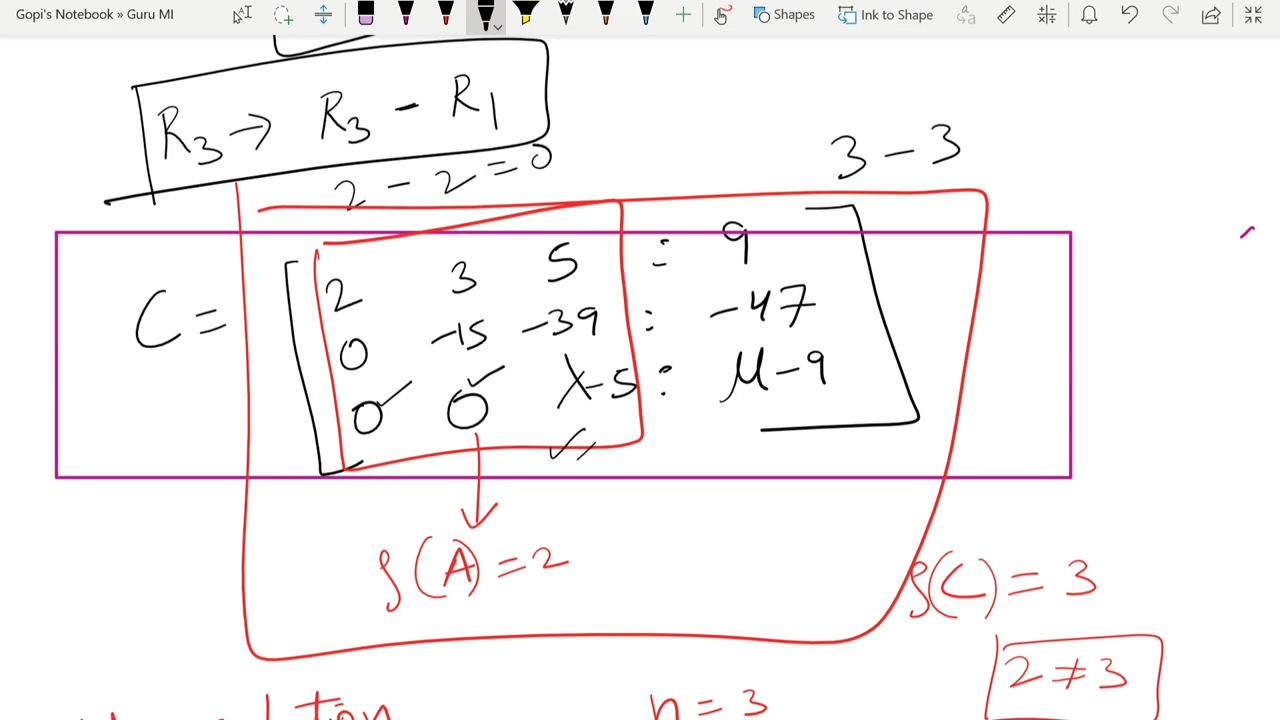 Gopi's Notebook » Guru MI
Shapes
Ink to Shape
R3 → R3 - R1
2 - 2 = 0
3 - 3
C =
2 3 5 : 9
0 -15 -39 : -47
0 0 λ-5 : μ-9
ρ(A) = 2
ρ(C) = 3
2 ≠ 3
n = 3